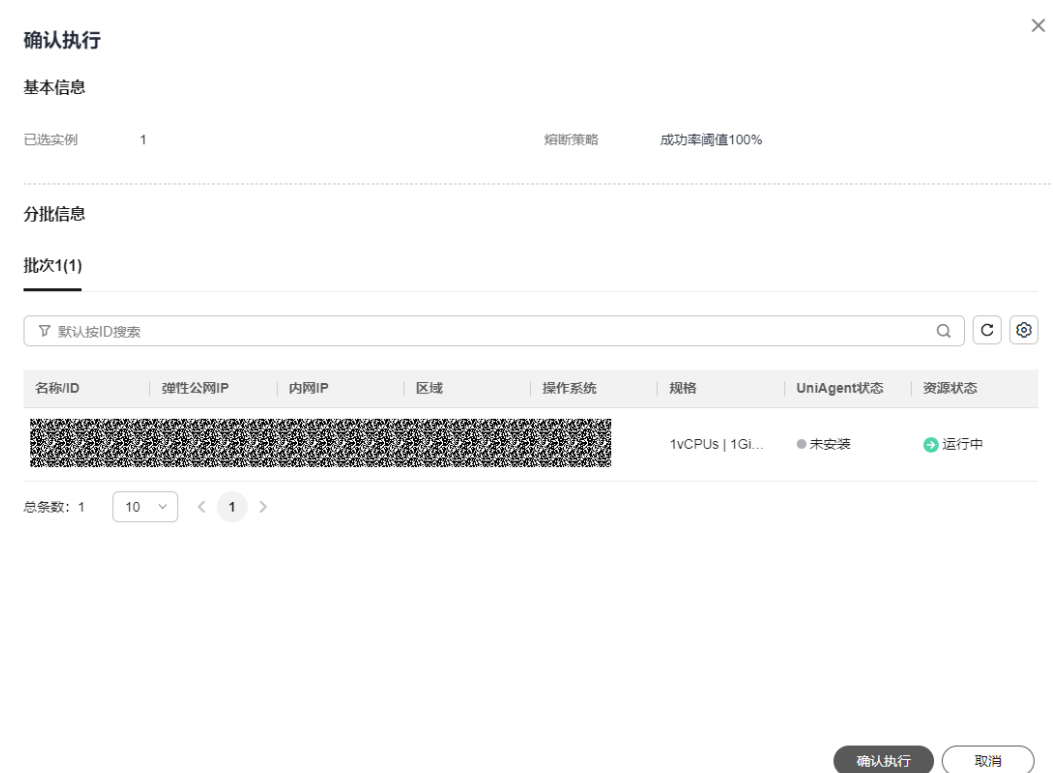 确认执行
基本信息
已选实例 1 熔断策略 成功率阈值100%
分批信息
批次1(1)
默认按ID搜索
名称/ID 弹性公网IP 内网IP 区域 操作系统 规格 UniAgent状态 资源状态
1vCPUs | 1Gi... 未安装 运行中
总条数: 1 10 1
确认执行 取消